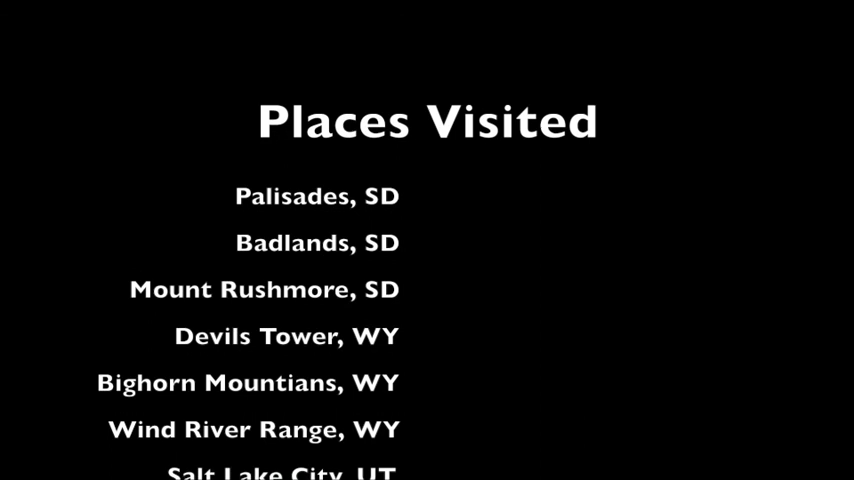 Places Visited
Palisades, SD
Badlands, SD
Mount Rushmore, SD
Devils Tower, WY
Bighorn Mountians, WY
Wind River Range, WY
Salt Lake City, UT